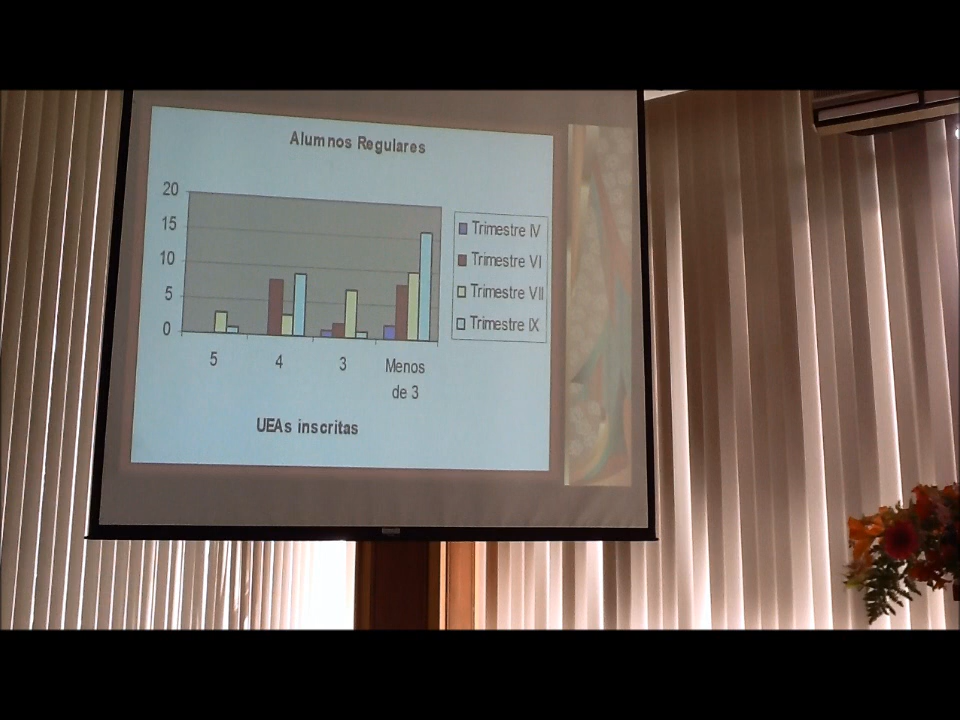 Alumnos Regulares
20
15
10
5
0
5
4
3
Menos
de 3
UEAs inscritas
Trimestre IV
Trimestre VI
Trimestre VII
Trimestre IX